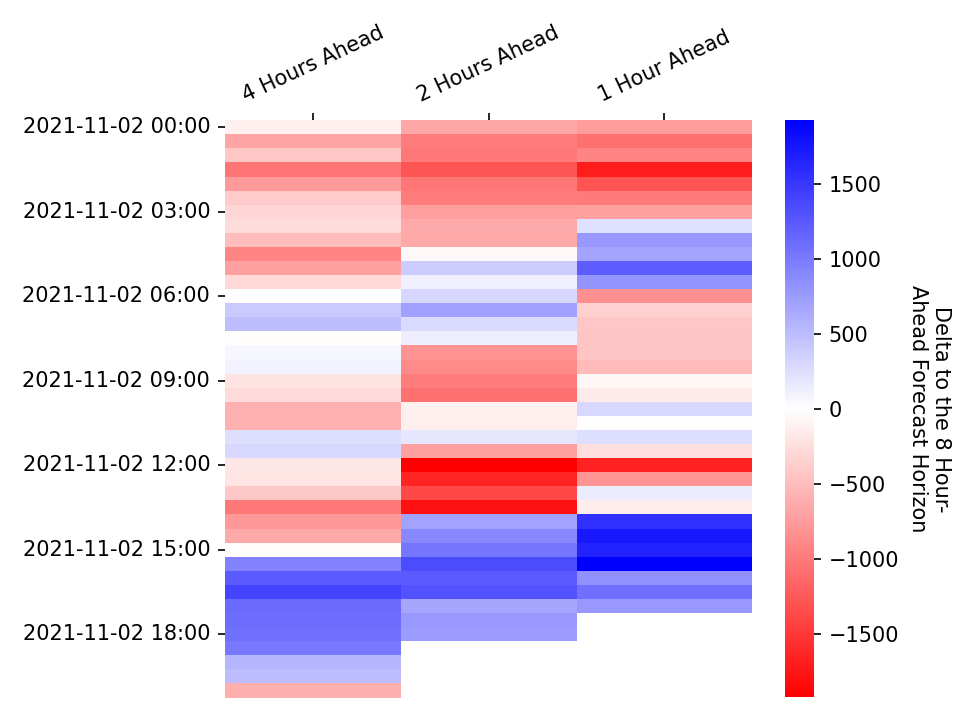 4 Hours Ahead
2 Hours Ahead
1 Hour Ahead
2021-11-02 00:00
2021-11-02 03:00
2021-11-02 06:00
2021-11-02 09:00
2021-11-02 12:00
2021-11-02 15:00
2021-11-02 18:00
1500
1000
500
0
−500
−1000
−1500
Delta to the 8 Hour-
Ahead Forecast Horizon